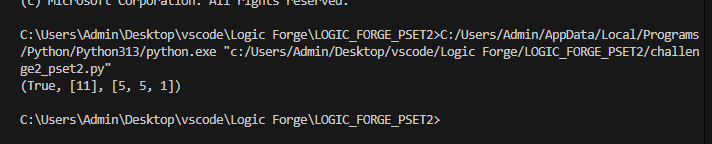 (c) Microsoft Corporation. All rights reserved.
C:\Users\Admin\Desktop\vscode\Logic Forge\LOGIC_FORGE_PSET2>C:/Users/Admin/AppData/Local/Programs
/Python/Python313/python.exe "c:/Users/Admin/Desktop/vscode/Logic Forge/LOGIC_FORGE_PSET2/challen
ge2_pset2.py"
(True, [11], [5, 5, 1])
C:\Users\Admin\Desktop\vscode\Logic Forge\LOGIC_FORGE_PSET2>